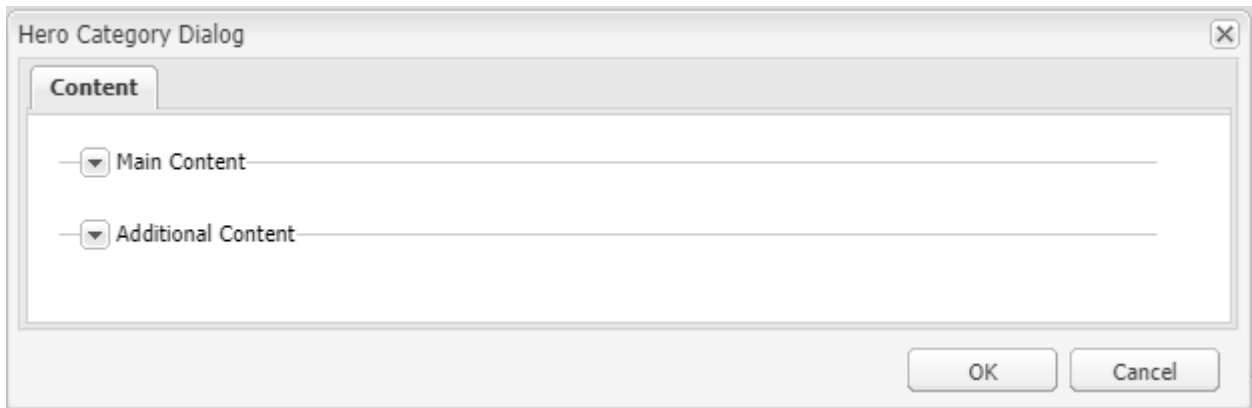 Hero Category Dialog
Content
Main Content
Additional Content
OK Cancel